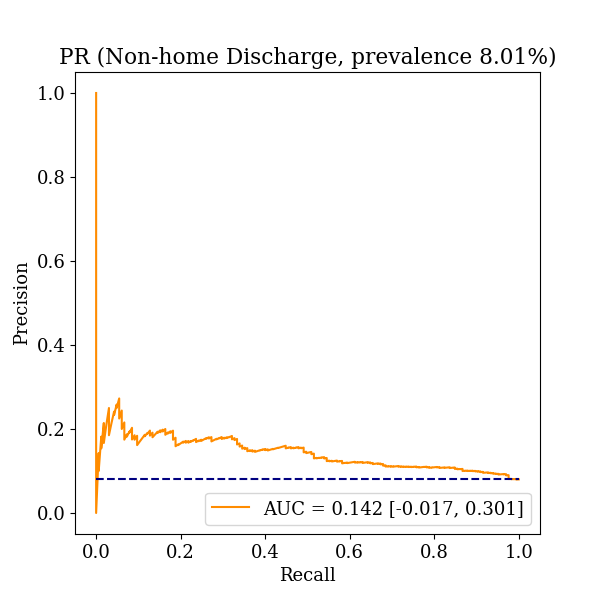 PR (Non-home Discharge, prevalence 8.01%)
1.0
0.8
0.6
0.4
0.2
0.0
Precision
AUC = 0.142 [-0.017, 0.301]
0.0 0.2 0.4 0.6 0.8 1.0
Recall